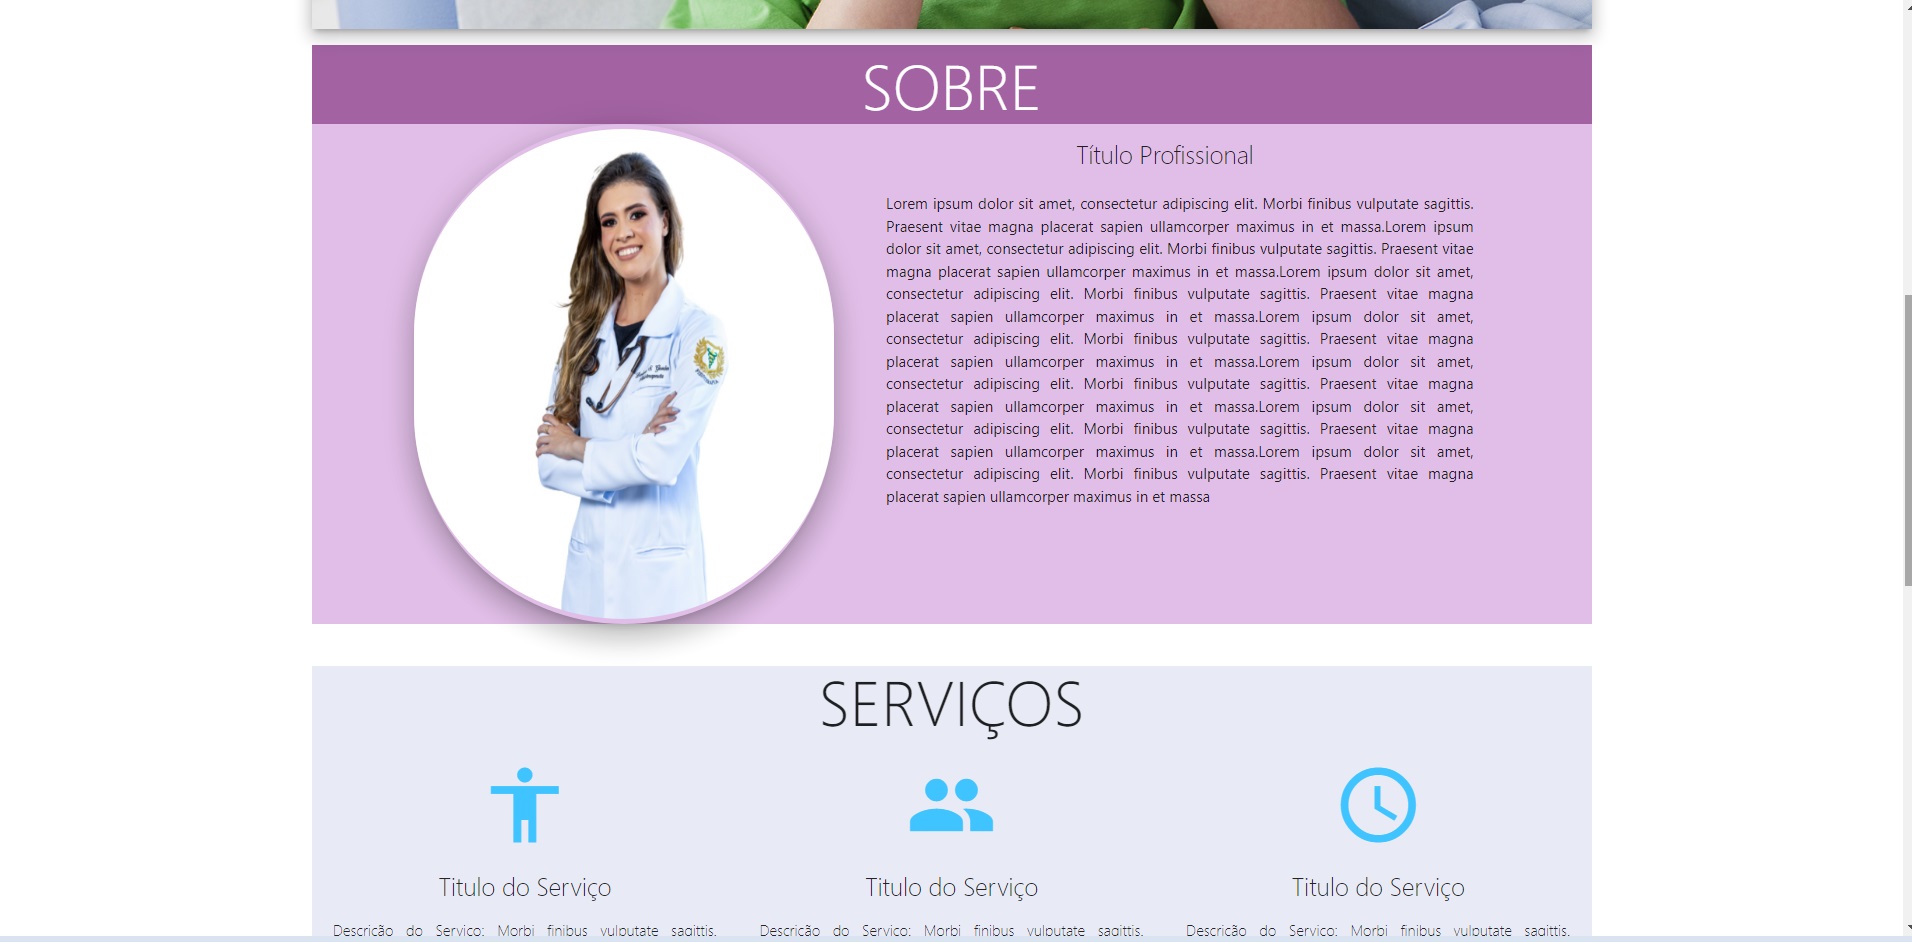 SOBRE
Título Profissional
Lorem ipsum dolor sit amet, consectetur adipiscing elit. Morbi finibus vulputate sagittis.
Praesent vitae magna placerat sapien ullamcorper maximus in et massa.Lorem ipsum
dolor sit amet, consectetur adipiscing elit. Morbi finibus vulputate sagittis. Praesent vitae
magna placerat sapien ullamcorper maximus in et massa.Lorem ipsum dolor sit amet,
consectetur adipiscing elit. Morbi finibus vulputate sagittis. Praesent vitae magna
placerat sapien ullamcorper maximus in et massa.Lorem ipsum dolor sit amet,
consectetur adipiscing elit. Morbi finibus vulputate sagittis. Praesent vitae magna
placerat sapien ullamcorper maximus in et massa.Lorem ipsum dolor sit amet,
consectetur adipiscing elit. Morbi finibus vulputate sagittis. Praesent vitae magna
placerat sapien ullamcorper maximus in et massa.Lorem ipsum dolor sit amet,
consectetur adipiscing elit. Morbi finibus vulputate sagittis. Praesent vitae magna
placerat sapien ullamcorper maximus in et massa.Lorem ipsum dolor sit amet,
consectetur adipiscing elit. Morbi finibus vulputate sagittis. Praesent vitae magna
placerat sapien ullamcorper maximus in et massa
SERVIÇOS
Titulo do Serviço
Descrição do Serviço: Morbi finibus vulputate sagittis.
Titulo do Serviço
Descrição do Serviço: Morbi finibus vulputate sagittis.
Titulo do Serviço
Descrição do Serviço: Morbi finibus vulputate sagittis.